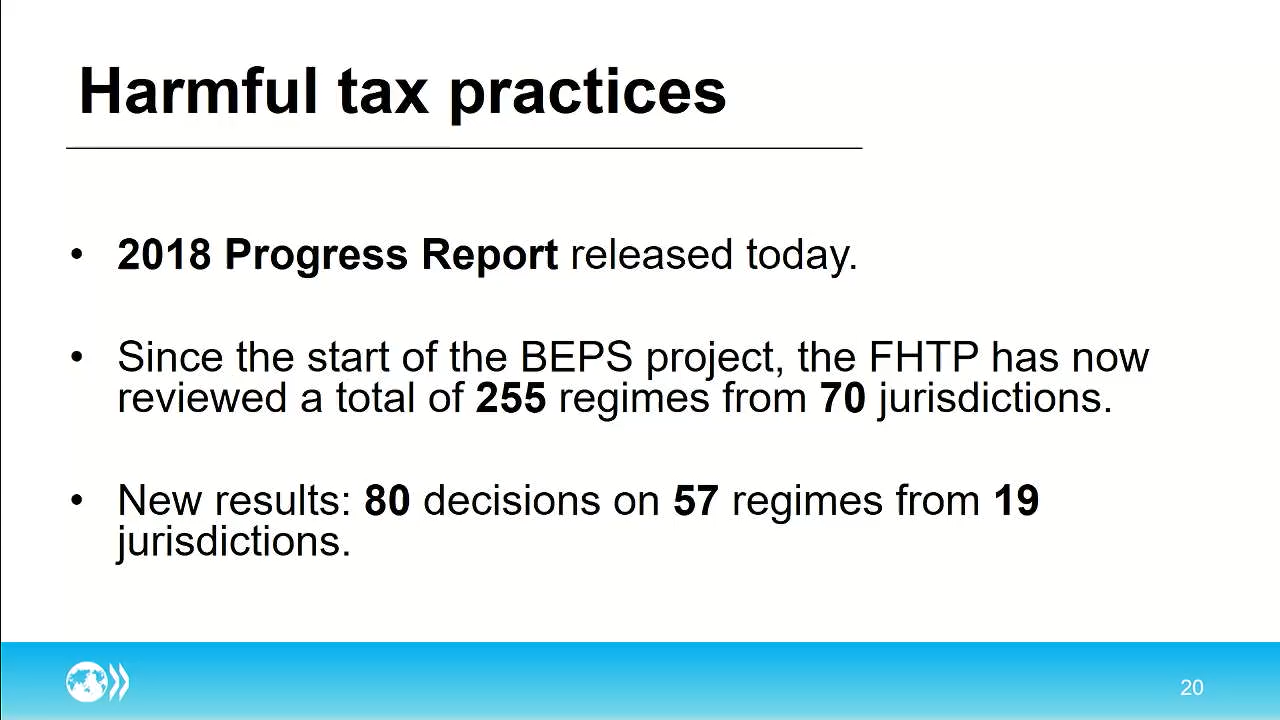 Harmful tax practices
• 2018 Progress Report released today.
• Since the start of the BEPS project, the FHTP has now
reviewed a total of 255 regimes from 70 jurisdictions.
• New results: 80 decisions on 57 regimes from 19
jurisdictions.
20